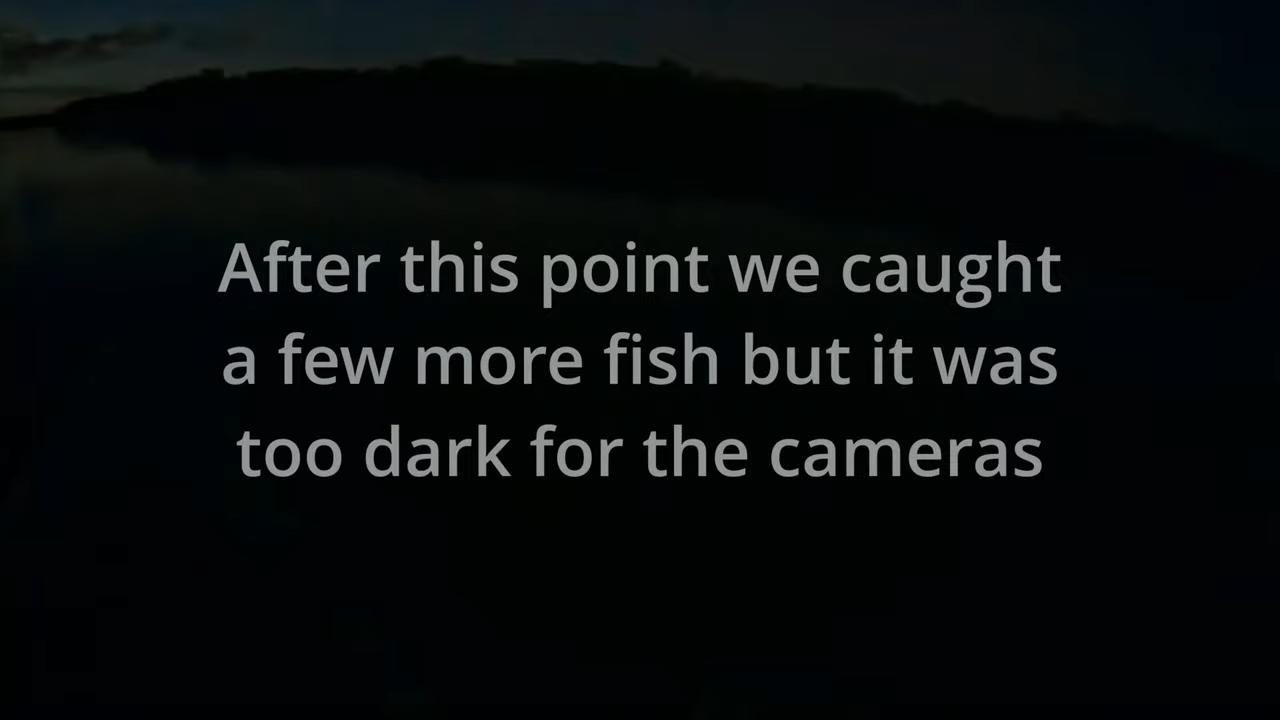 After this point we caught
a few more fish but it was
too dark for the cameras